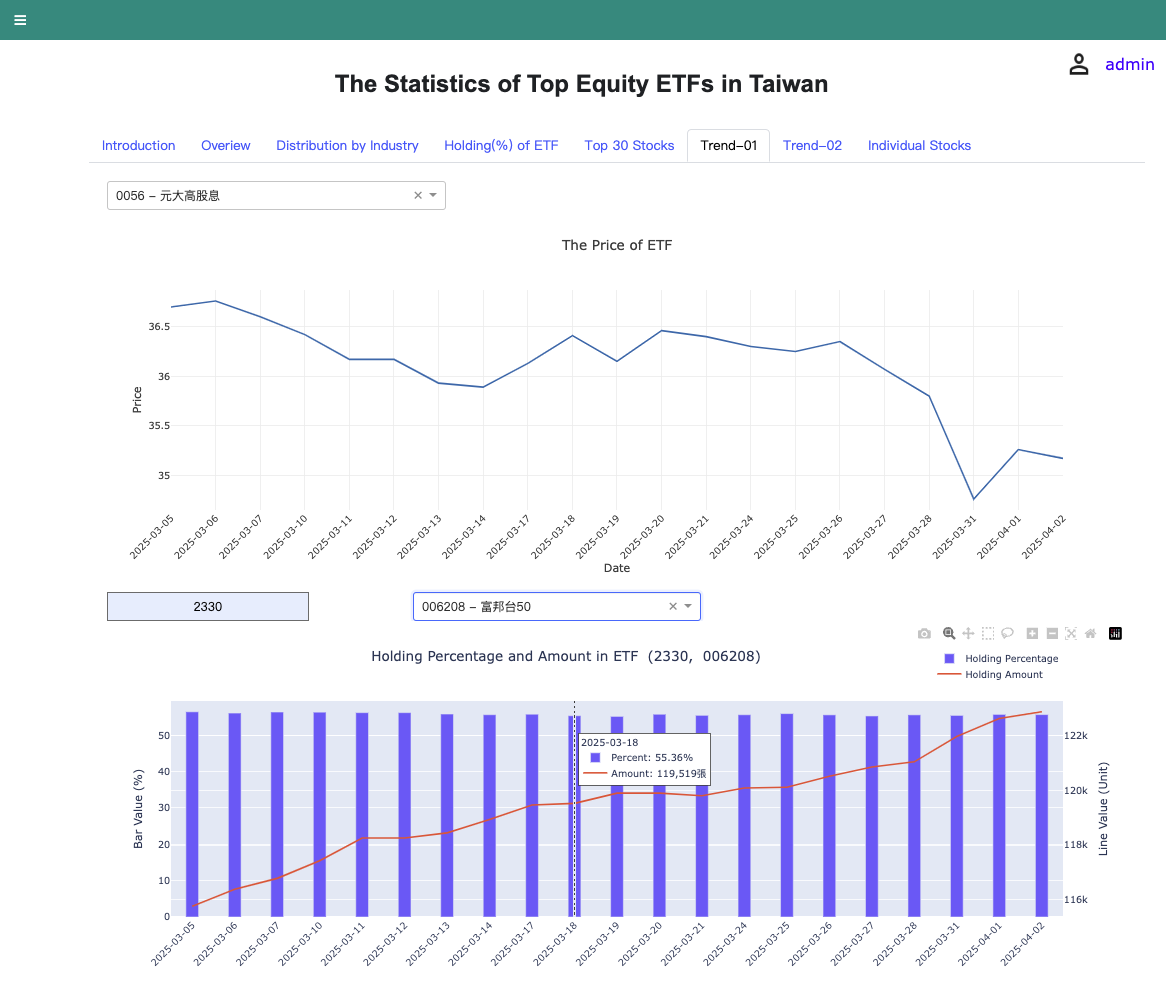 admin
The Statistics of Top Equity ETFs in Taiwan
Introduction Overiew Distribution by Industry Holding(%) of ETF Top 30 Stocks Trend-01 Trend-02 Individual Stocks
0056 - 元大高股息
The Price of ETF
36.5
36
35.5
35
Price
2025-03-05 2025-03-06 2025-03-07 2025-03-10 2025-03-11 2025-03-12 2025-03-13 2025-03-14 2025-03-17 2025-03-18 2025-03-19 2025-03-20 2025-03-21 2025-03-24 2025-03-25 2025-03-26 2025-03-27 2025-03-28 2025-03-31 2025-04-01 2025-04-02
Date
2330
006208 - 富邦台50
Holding Percentage and Amount in ETF (2330, 006208)
Holding Percentage
Holding Amount
50
40
30
20
10
0
Bar Value (%)
2025-03-18
Percent: 55.36%
Amount: 119,519張
122k
120k
118k
116k
Line Value (Unit)
2025-03-05 2025-03-06 2025-03-07 2025-03-10 2025-03-11 2025-03-12 2025-03-13 2025-03-14 2025-03-17 2025-03-18 2025-03-19 2025-03-20 2025-03-21 2025-03-24 2025-03-25 2025-03-26 2025-03-27 2025-03-28 2025-03-31 2025-04-01 2025-04-02